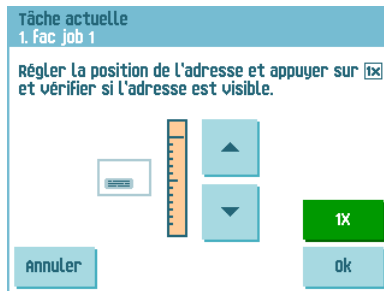 Tâche actuelle
1. Fac job 1
Régler la position de l'adresse et appuyer sur 1x
et vérifier si l'adresse est visible.
1X
Annuler
Ok